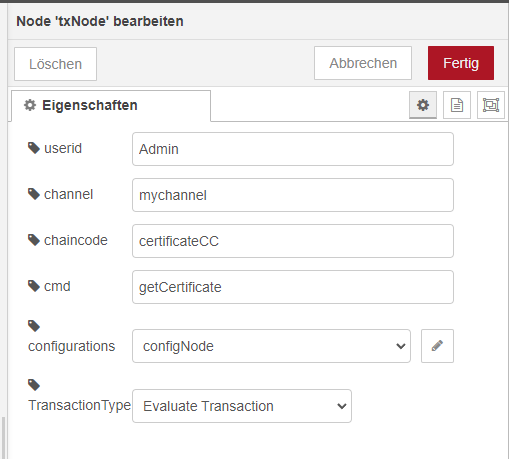 Node 'txNode' bearbeiten
Löschen
Abbrechen
Fertig
Eigenschaften
userid
Admin
channel
mychannel
chaincode
certificateCC
cmd
getCertificate
configurations
configNode
TransactionType
Evaluate Transaction